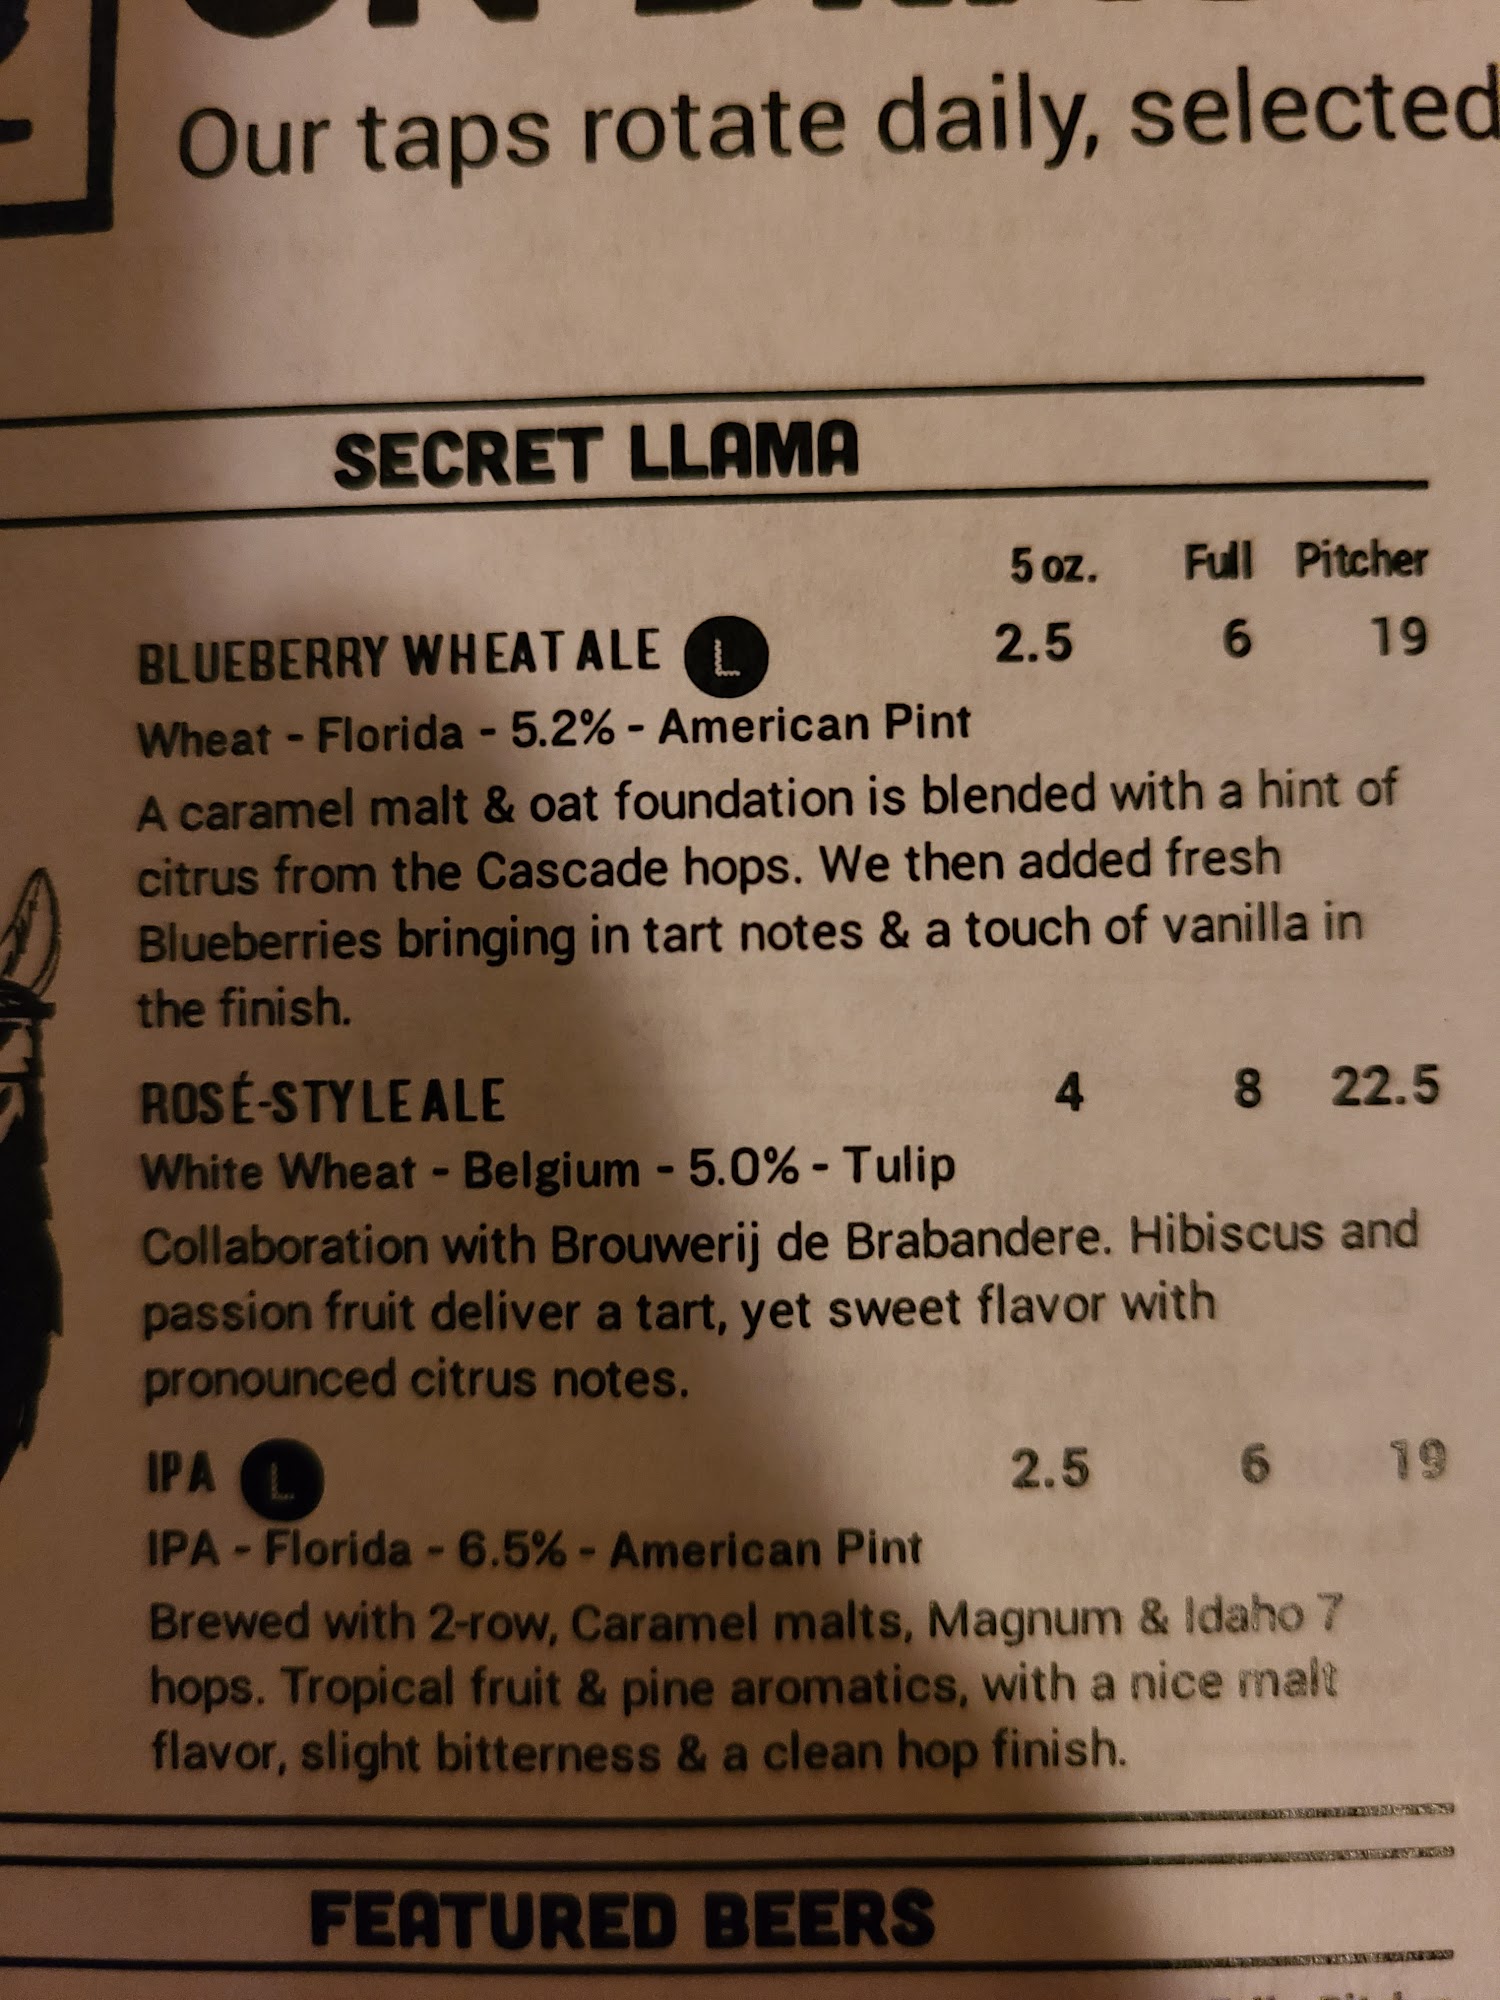 Our taps rotate daily, selected
SECRET LLAMA
5 oz. Full Pitcher
BLUEBERRY WHEAT ALE L 2.5 6 19
Wheat - Florida - 5.2% - American Pint
A caramel malt & oat foundation is blended with a hint of
citrus from the Cascade hops. We then added fresh
Blueberries bringing in tart notes & a touch of vanilla in
the finish.
ROSÉ-STYLE ALE 4 8 22.5
White Wheat - Belgium - 5.0% - Tulip
Collaboration with Brouwerij de Brabandere. Hibiscus and
passion fruit deliver a tart, yet sweet flavor with
pronounced citrus notes.
IPA L 2.5 6 19
IPA - Florida - 6.5% - American Pint
Brewed with 2-row, Caramel malts, Magnum & Idaho 7
hops. Tropical fruit & pine aromatics, with a nice malt
flavor, slight bitterness & a clean hop finish.
FEATURED BEERS